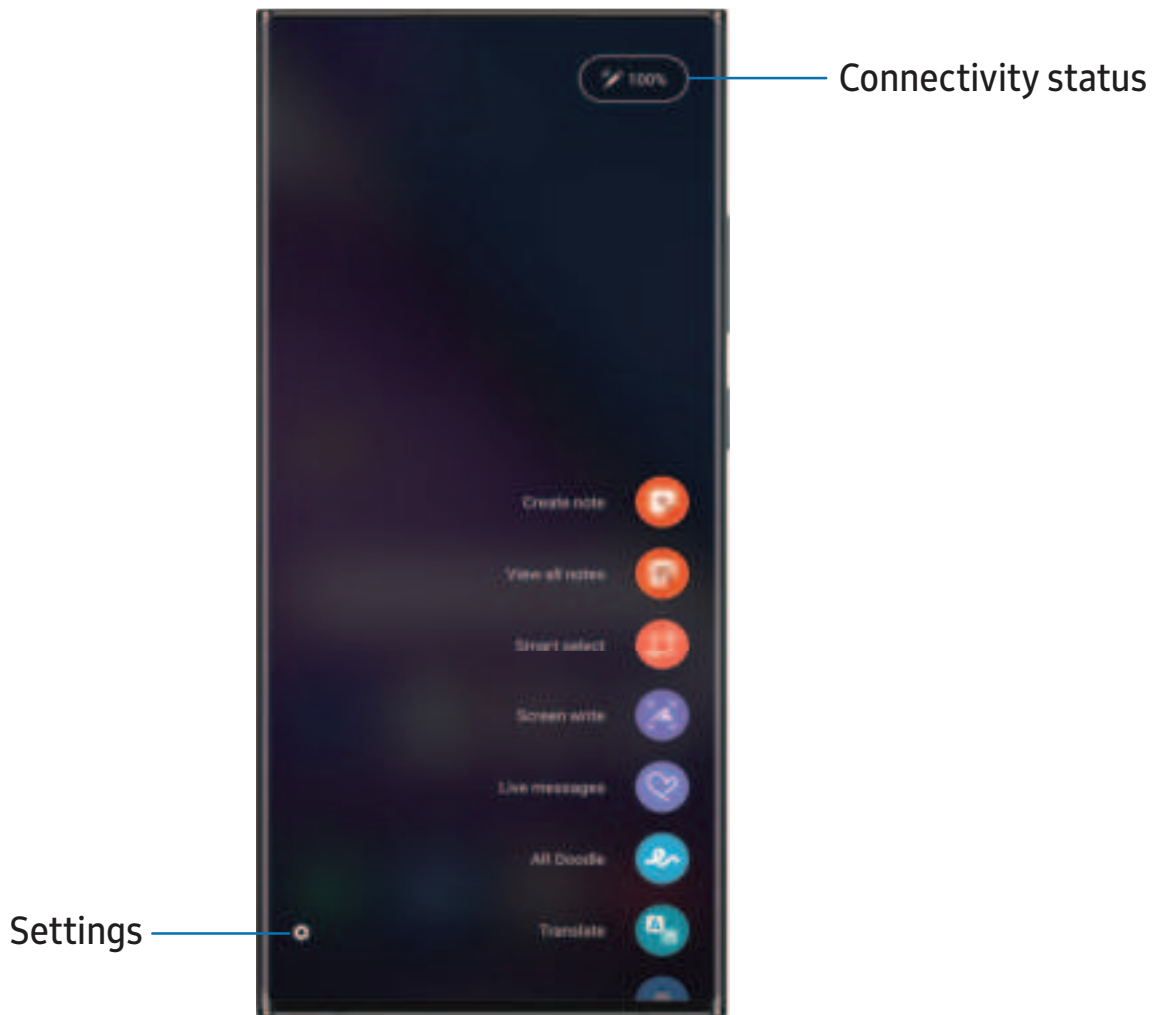 100%
Connectivity status
Create note
View all notes
Smart select
Screen write
Live messages
AR Doodle
Settings
Translate